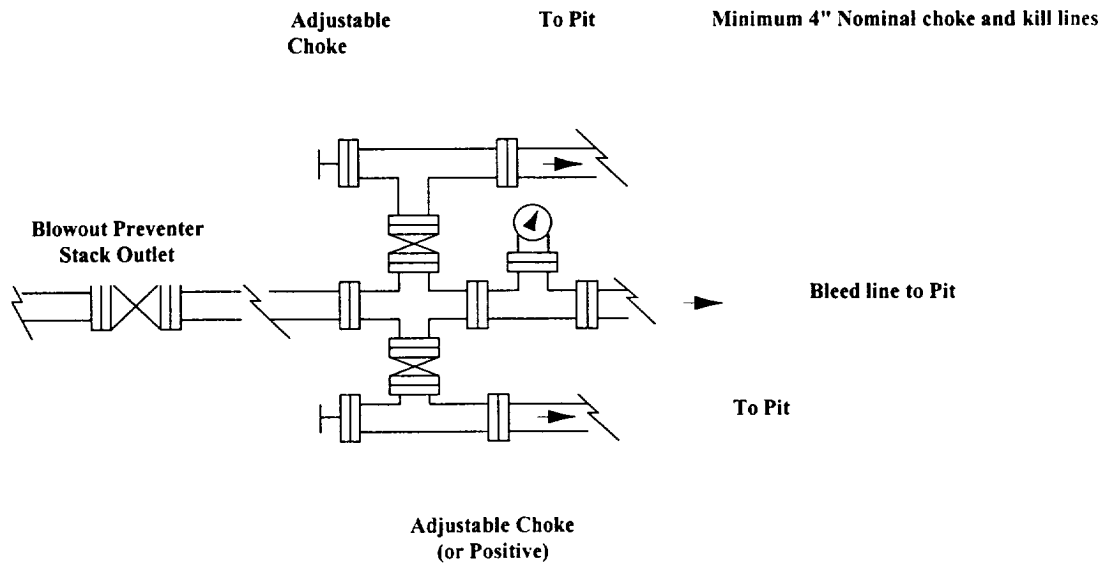 Adjustable
Choke
To Pit
Minimum 4" Nominal choke and kill lines
Blowout Preventer
Stack Outlet
Bleed line to Pit
To Pit
Adjustable Choke
(or Positive)